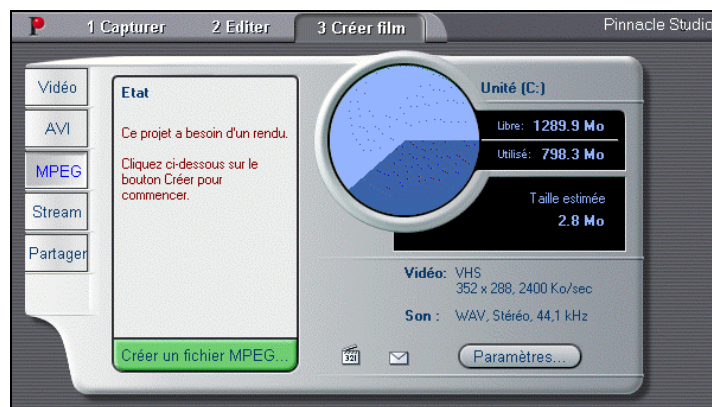 1 Capturer
2 Editer
3 Créer film
Pinnacle Studio
Vidéo
AVI
MPEG
Stream
Partager
Etat
Ce projet a besoin d'un rendu.
Cliquez ci-dessous sur le
bouton Créer pour
commencer.
Créer un fichier MPEG...
Unité (C:)
Libre: 1289.9 Mo
Utilisé: 798.3 Mo
Taille estimée
2.8 Mo
Vidéo: VHS
352 x 288, 2400 Ko/sec
Son : WAV, Stéréo, 44,1 kHz
321
Paramètres...